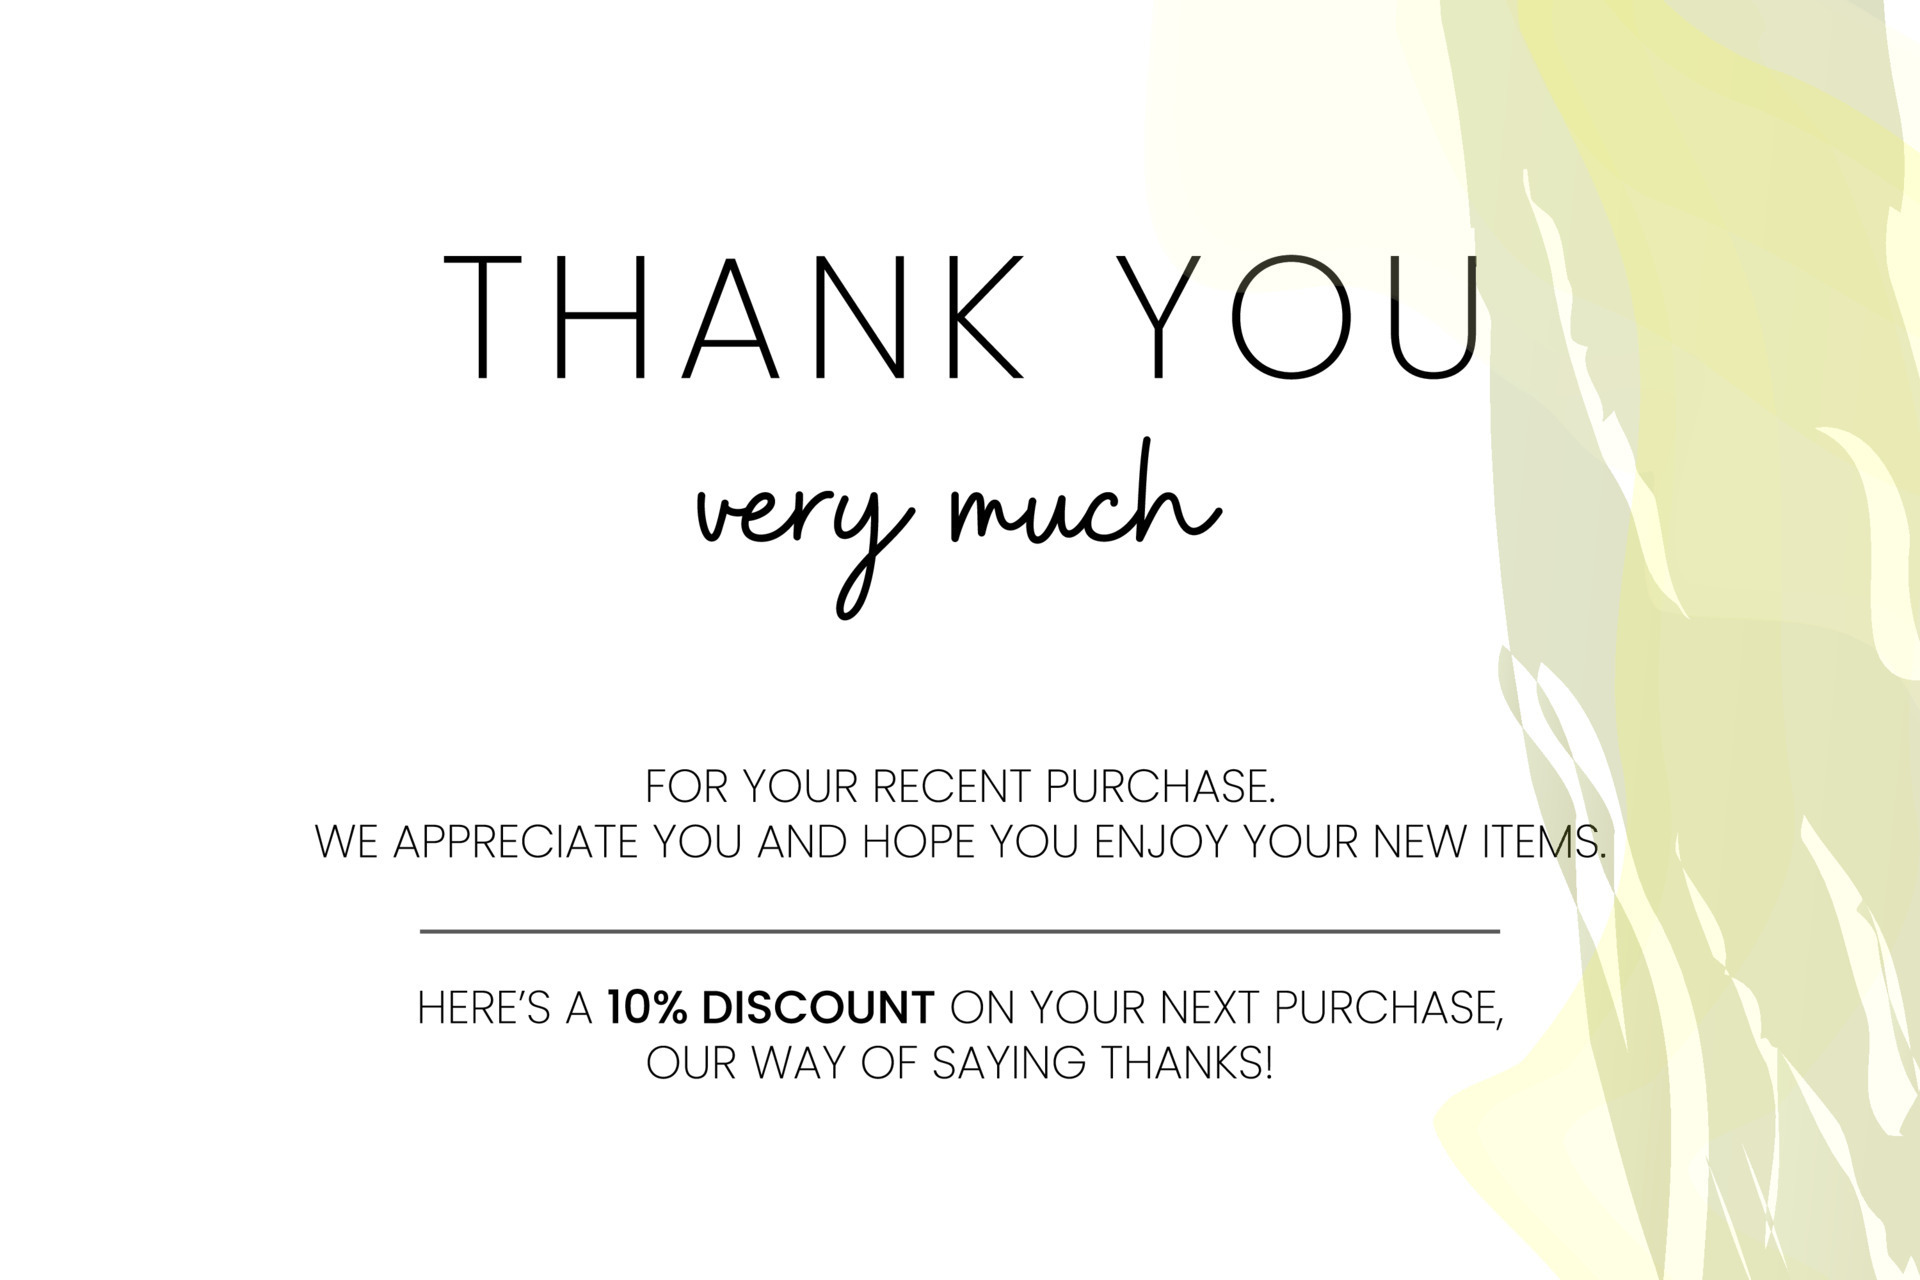 THANK YOU
very much
FOR YOUR RECENT PURCHASE.
WE APPRECIATE YOU AND HOPE YOU ENJOY YOUR NEW ITEMS.
HERE’S A 10% DISCOUNT ON YOUR NEXT PURCHASE,
OUR WAY OF SAYING THANKS!